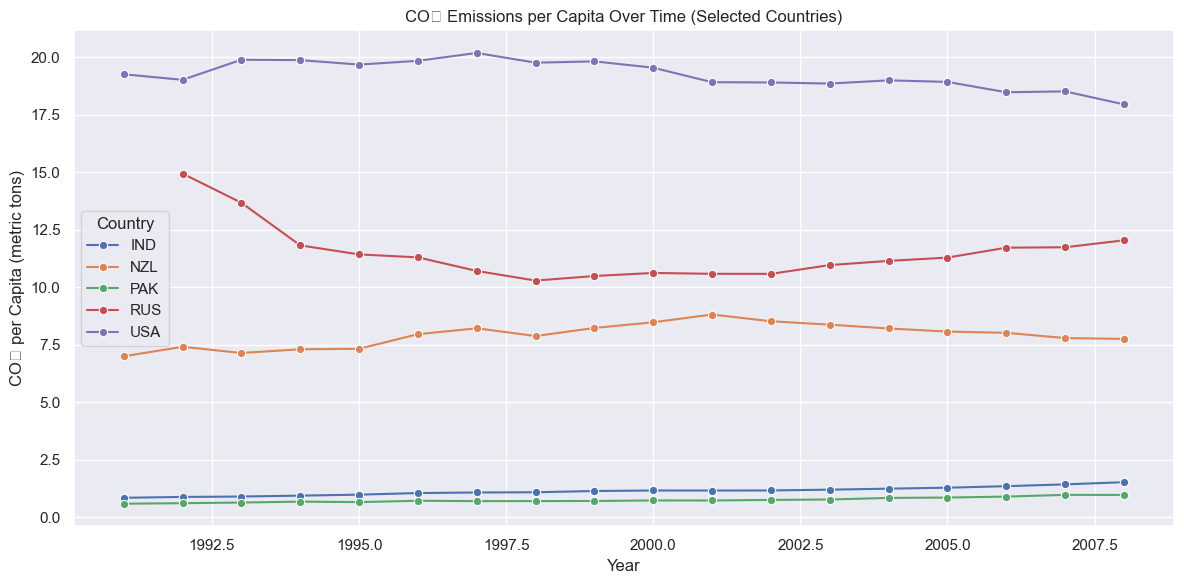 CO□ Emissions per Capita Over Time (Selected Countries)
CO□ per Capita (metric tons)
20.0
17.5
15.0
12.5
10.0
7.5
5.0
2.5
0.0
Country
IND
NZL
PAK
RUS
USA
1992.5 1995.0 1997.5 2000.0 2002.5 2005.0 2007.5
Year